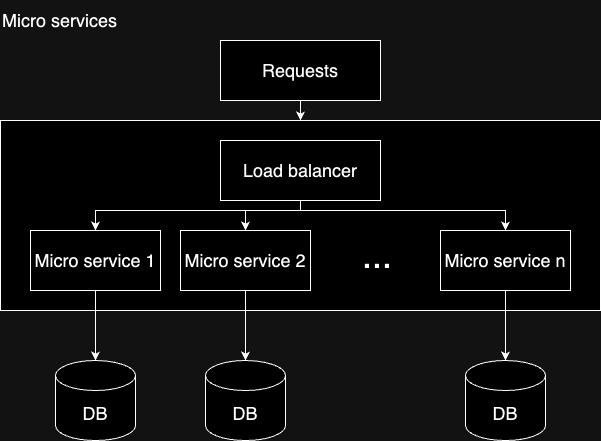 Micro services
Requests
Load balancer
Micro service 1
Micro service 2
...
Micro service n
DB
DB
DB